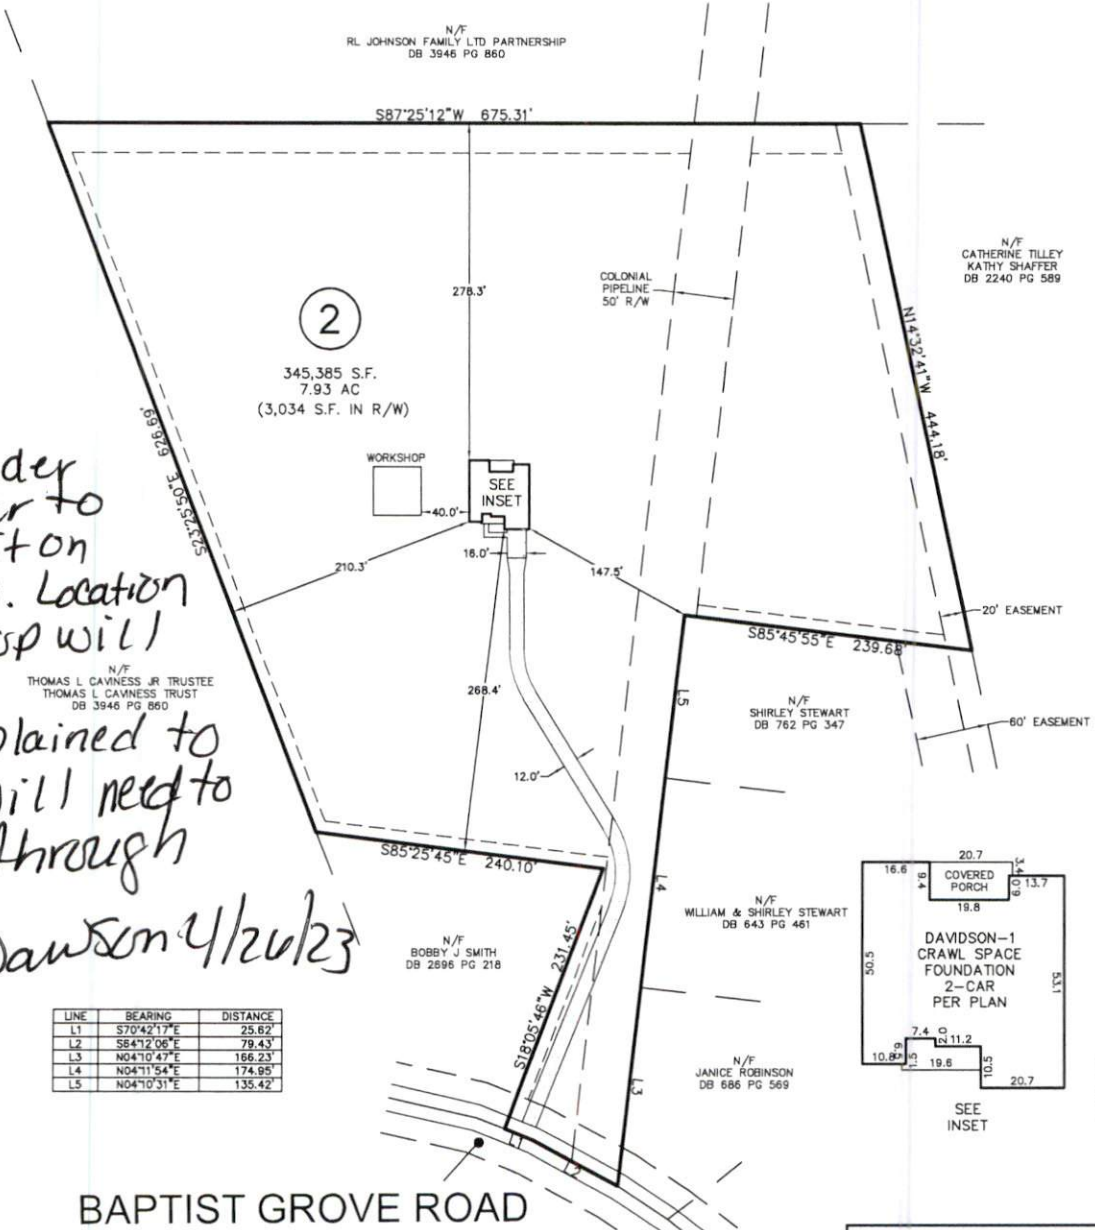 N/F
RL JOHNSON FAMILY LTD PARTNERSHIP
DB 3946 PG 860
S87°25'12"W 675.31'
N/F
CATHERINE TILLEY
KATHY SHAFFER
DB 2240 PG 589
COLONIAL
PIPELINE
50' R/W
278.3'
2
345,385 S.F.
7.93 AC
(3,034 S.F. IN R/W)
N14°32'41"W 444.18'
S23°25'50"E 626.69'
WORKSHOP
SEE
INSET
40.0'
16.0'
210.3'
147.5'
20' EASEMENT
S85°45'55"E 239.68'
to
on
. Location
will
N/F
THOMAS L CAVINESS JR TRUSTEE
THOMAS L CAVINESS TRUST
DB 3946 PG 860
to
will need to
through
Dawson 4/26/23
268.4'
L5
N/F
SHIRLEY STEWART
DB 762 PG 347
60' EASEMENT
12.0'
S85°25'45"E 240.10'
L4
N/F
WILLIAM & SHIRLEY STEWART
DB 643 PG 461
N/F
BOBBY J SMITH
DB 2696 PG 218
S18°05'46"W 231.45'
20.7
16.6
9.4
COVERED
PORCH
3.4
6.0
13.7
19.8
50.5
DAVIDSON-1
CRAWL SPACE
FOUNDATION
2-CAR
PER PLAN
53.1
7.4
2.0
11.2
10.8
6.5
1.5
19.6
10.5
20.7
SEE
INSET
LINE BEARING DISTANCE
L1 S70°42'17"E 25.62'
L2 S64°12'06"E 79.43'
L3 N04°10'47"E 166.23'
L4 N04°11'54"E 174.95'
L5 N04°10'31"E 135.42'
N/F
JANICE ROBINSON
DB 686 PG 569
L3
L1
L2
BAPTIST GROVE ROAD